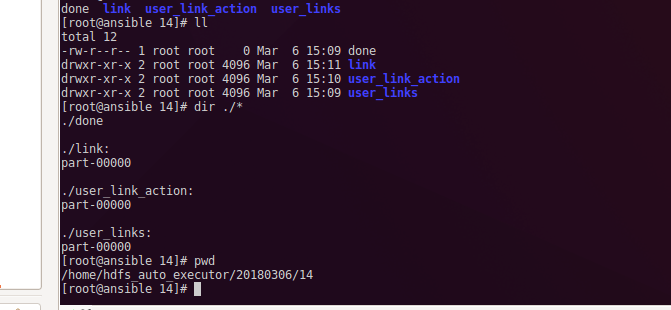 done  link  user_link_action  user_links
[root@ansible 14]# ll
total 12
-rw-r--r-- 1 root root    0 Mar  6 15:09 done
drwxr-xr-x 2 root root 4096 Mar  6 15:11 link
drwxr-xr-x 2 root root 4096 Mar  6 15:10 user_link_action
drwxr-xr-x 2 root root 4096 Mar  6 15:09 user_links
[root@ansible 14]# dir ./*
./done

./link:
part-00000

./user_link_action:
part-00000

./user_links:
part-00000
[root@ansible 14]# pwd
/home/hdfs_auto_executor/20180306/14
[root@ansible 14]#